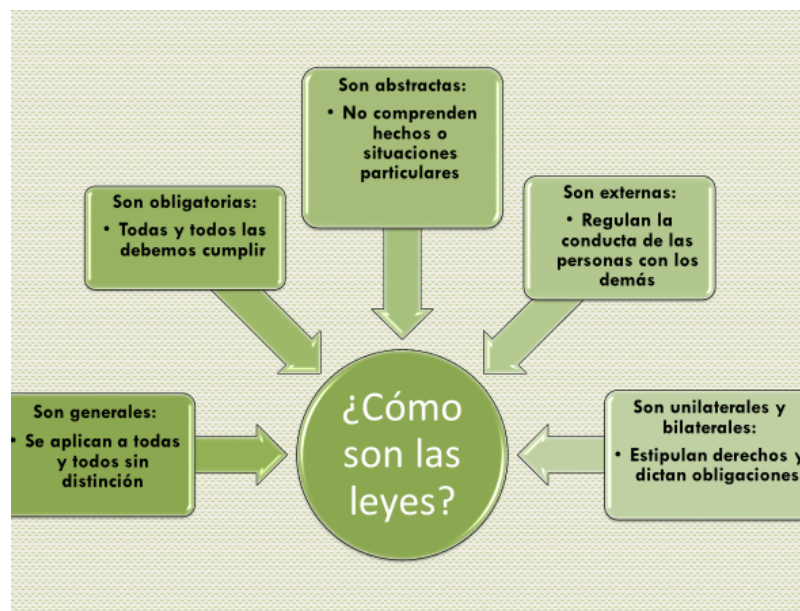 Son abstractas:
• No comprenden
hechos o
situaciones
particulares
Son obligatorias:
• Todas y todos las
debemos cumplir
Son externas:
• Regulan la
conducta de las
personas con los
demás
Son generales:
• Se aplican a todas
y todos sin
distinción
¿Cómo
son las
leyes?
Son unilaterales y
bilaterales:
• Estipulan derechos y
dictan obligaciones